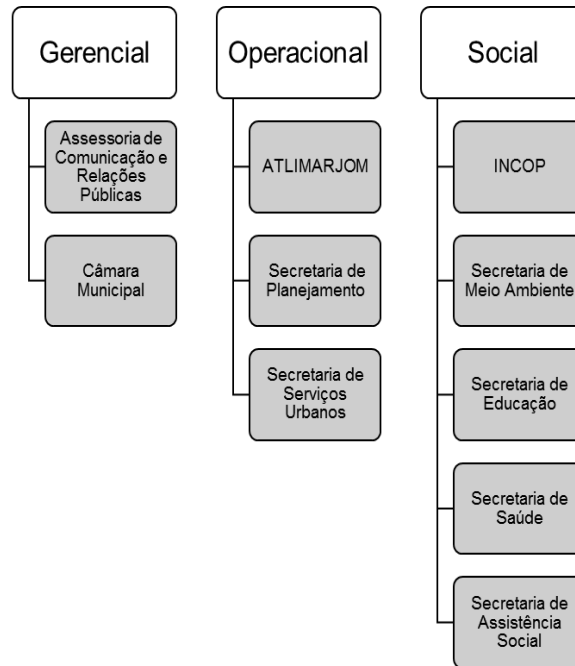 Gerencial
Assessoria de
Comunicação e
Relações
Públicas
Câmara
Municipal
Operacional
ATLIMARJOM
Secretaria de
Planejamento
Secretaria de
Serviços
Urbanos
Social
INCOP
Secretaria de
Meio Ambiente
Secretaria de
Educação
Secretaria de
Saúde
Secretaria de
Assistência
Social